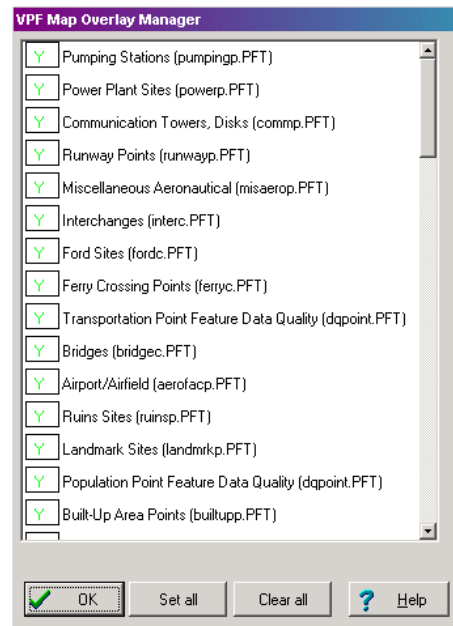 VPF Map Overlay Manager
Y Pumping Stations (pumpingp.PFT)
Y Power Plant Sites (powerp.PFT)
Y Communication Towers, Disks (commp.PFT)
Y Runway Points (runwayp.PFT)
Y Miscellaneous Aeronautical (misaerop.PFT)
Y Interchanges (interc.PFT)
Y Ford Sites (fordc.PFT)
Y Ferry Crossing Points (ferryc.PFT)
Y Transportation Point Feature Data Quality (dqpoint.PFT)
Y Bridges (bridgec.PFT)
Y Airport/Airfield (aerofacp.PFT)
Y Ruins Sites (ruinsp.PFT)
Y Landmark Sites (landmrkp.PFT)
Y Population Point Feature Data Quality (dqpoint.PFT)
Y Built-Up Area Points (builtupp.PFT)
OK Set all Clear all ? Help